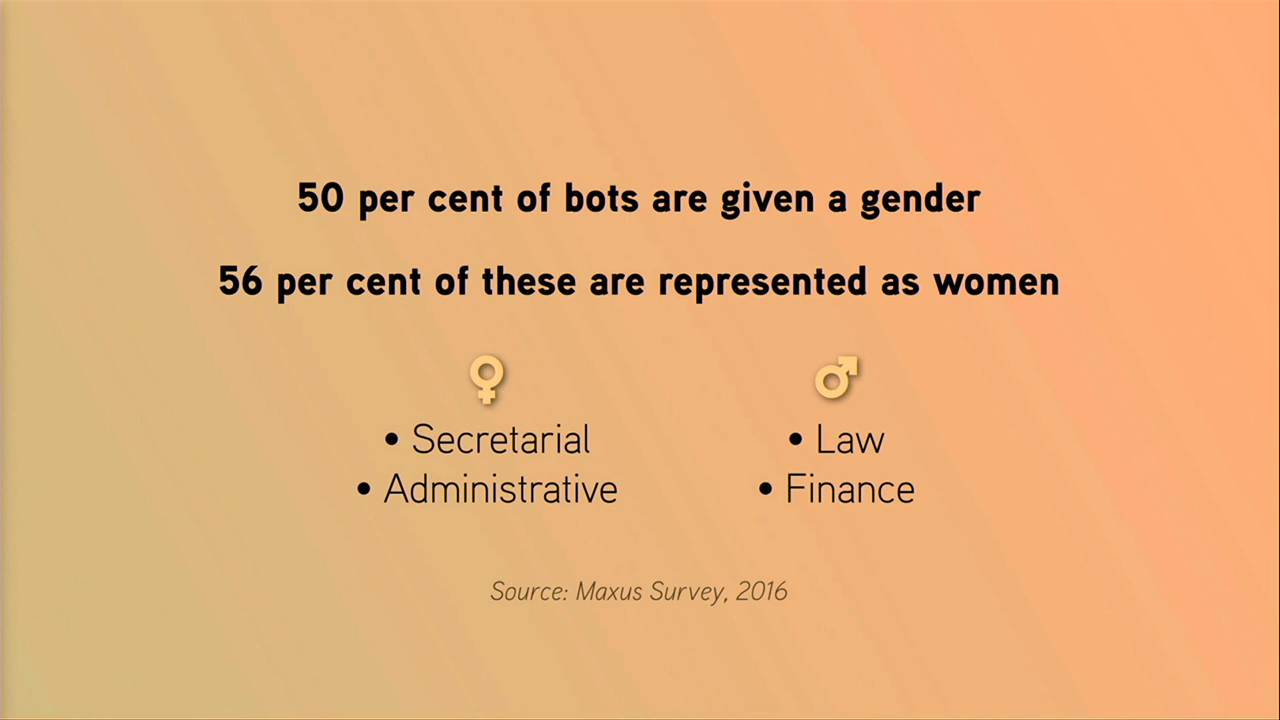 50 per cent of bots are given a gender
56 per cent of these are represented as women
• Secretarial
• Administrative
• Law
• Finance
Source: Maxus Survey, 2016